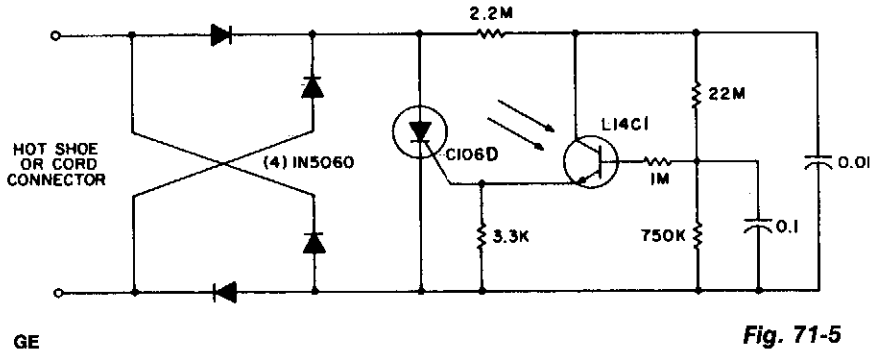 2.2M
22M
L14C1
C106D
HOT SHOE
OR CORD
CONNECTOR
(4) IN5060
1M
0.01
3.3K
750K
0.1
GE
Fig. 71-5